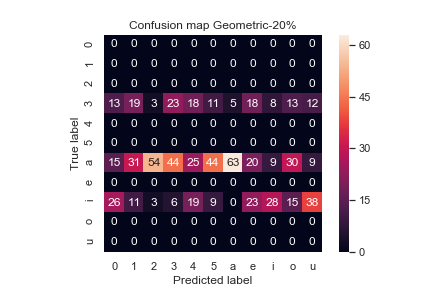 Confusion map Geometric-20%
0 0 0 0 0 0 0 0 0 0 0 0
1 0 0 0 0 0 0 0 0 0 0 0
2 0 0 0 0 0 0 0 0 0 0 0
3 13 19 3 23 18 11 5 18 8 13 12
4 0 0 0 0 0 0 0 0 0 0 0
5 0 0 0 0 0 0 0 0 0 0 0
a 15 31 54 44 25 44 63 20 9 30 9
e 0 0 0 0 0 0 0 0 0 0 0
i 26 11 3 6 19 9 0 23 28 15 38
o 0 0 0 0 0 0 0 0 0 0 0
u 0 0 0 0 0 0 0 0 0 0 0
0 1 2 3 4 5 a e i o u
Predicted label
True label
60
45
30
15
0